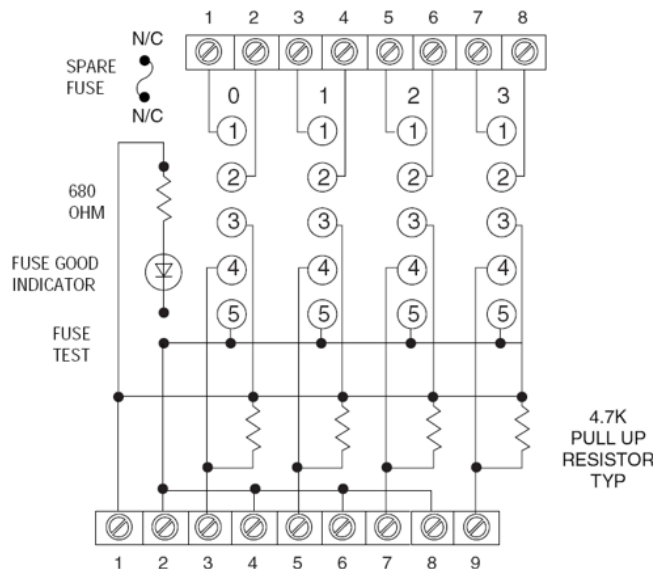 1 2 3 4 5 6 7 8
N/C
SPARE
FUSE
N/C
0 1 2 3
1 1 1 1
2 2 2 2
680
OHM
3 3 3 3
FUSE GOOD
INDICATOR
4 4 4 4
5 5 5 5
FUSE
TEST
4.7K
PULL UP
RESISTOR
TYP
1 2 3 4 5 6 7 8 9